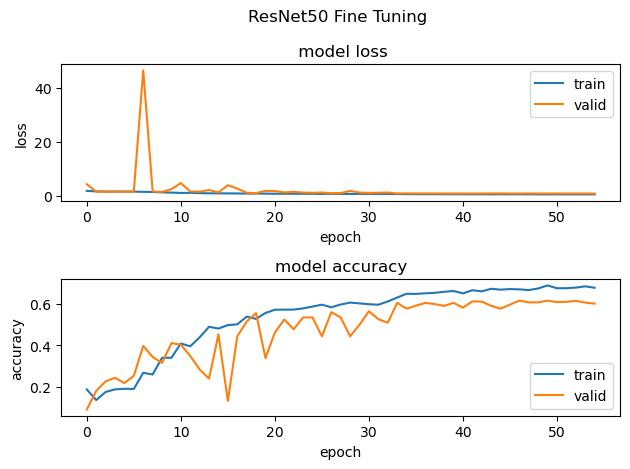 ResNet50 Fine Tuning
model loss
40
20
0
loss
train
valid
0 10 20 30 40 50
epoch
model accuracy
0.6
0.4
0.2
accuracy
train
valid
0 10 20 30 40 50
epoch